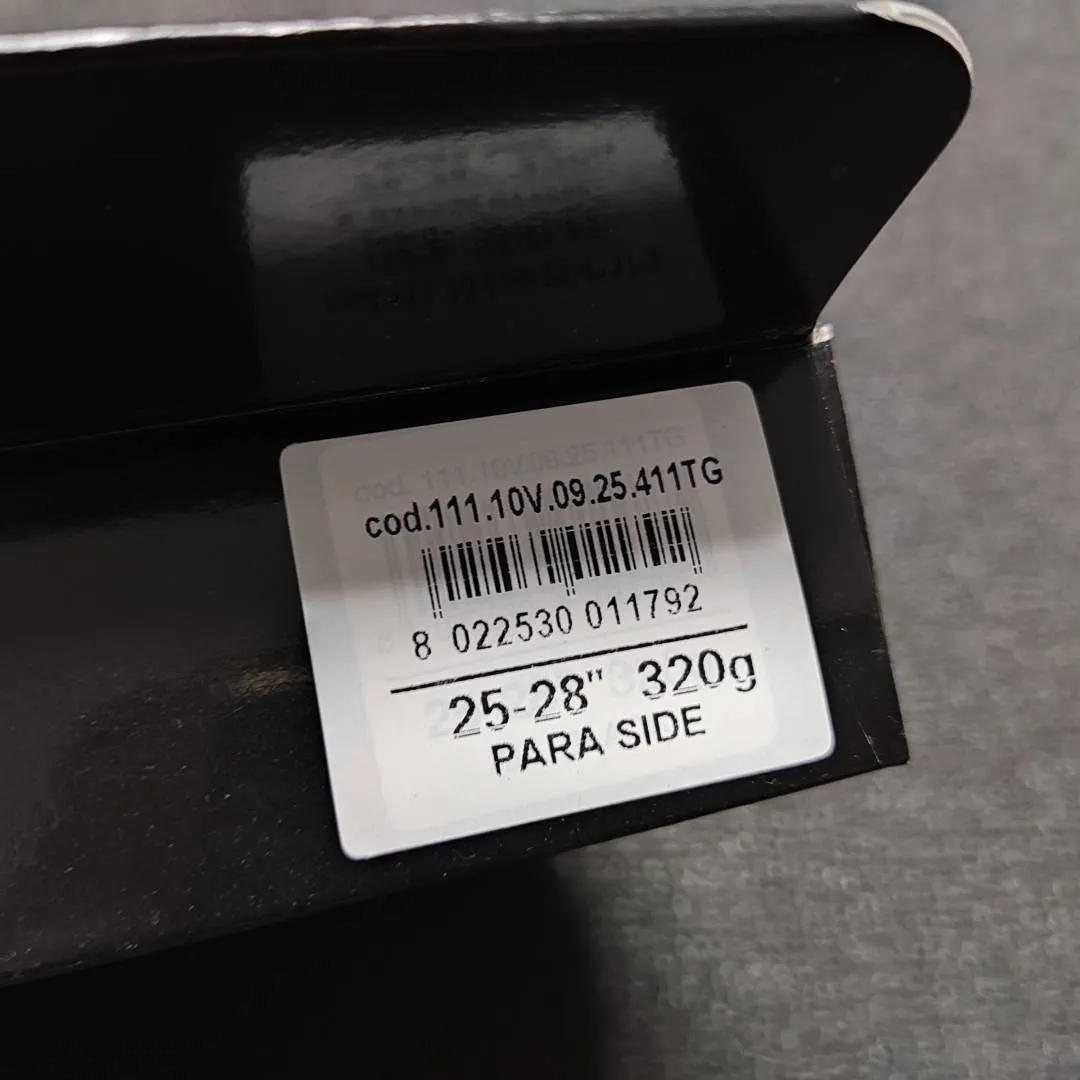 cod.111.10V.09.25.411TG
8 022530 011792
25-28" 320g
PARA SIDE